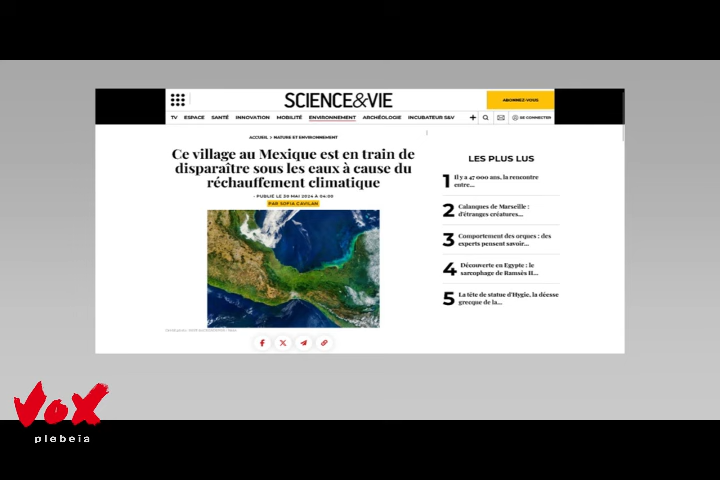 SCIENCE&VIE
ABONNEZ-VOUS
TV ESPACE SANTÉ INNOVATION MOBILITÉ ENVIRONNEMENT ARCHÉOLOGIE INCUBATEUR S&V
SE CONNECTER
ACCUEIL > NATURE ET ENVIRONNEMENT
Ce village au Mexique est en train de
disparaître sous les eaux à cause du
réchauffement climatique
PUBLIÉ LE 20 MAI 2024 À 04:00
PAR SOFIA GAVILAN
LES PLUS LUS
1 Il y a 47 000 ans, la rencontre
entre...
2 Calanques de Marseille :
d'étranges créatures...
3 Comportement des orques : des
experts pensent savoir...
4 Découverte en Egypte : le
sarcophage de Ramsès II...
5 La tête de statue d'Hygie, la déesse
grecque de la...
VOX
plebeïa